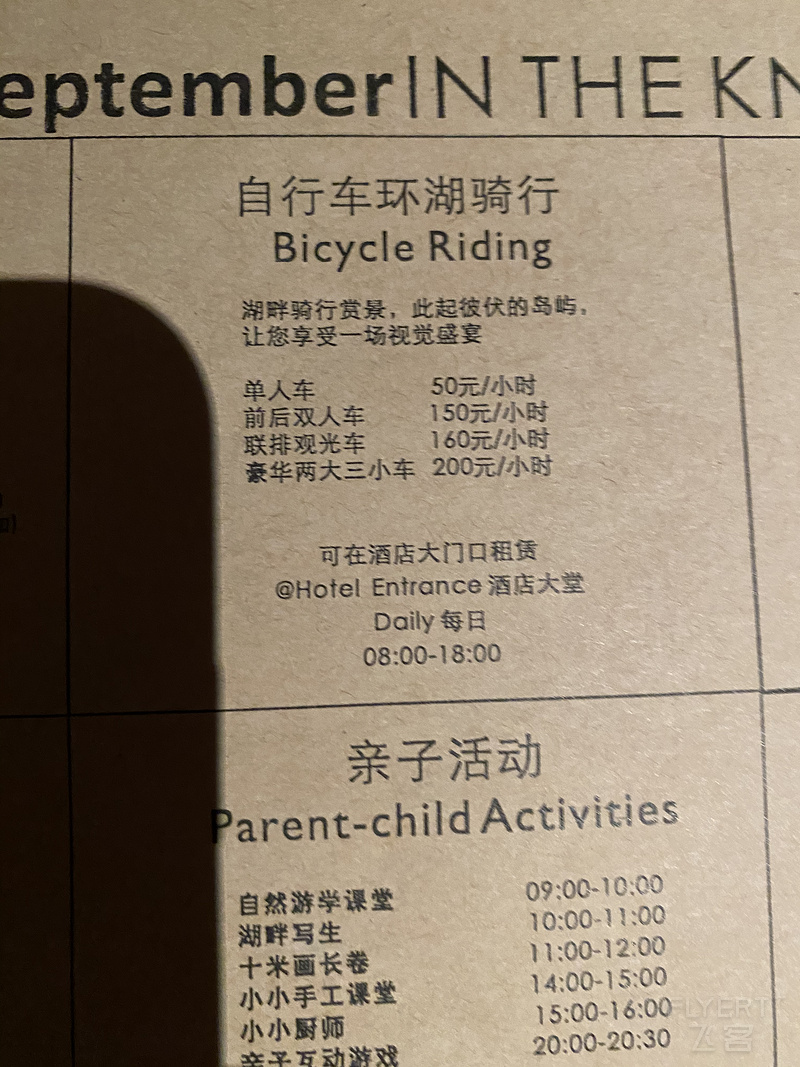 eptember IN THE KN
自行车环湖骑行
Bicycle Riding
湖畔骑行赏景，此起彼伏的岛屿，
让您享受一场视觉盛宴
单人车 50元/小时
前后双人车 150元/小时
联排观光车 160元/小时
豪华两大三小车 200元/小时
可在酒店大门口租赁
@Hotel Entrance 酒店大堂
Daily 每日
08:00-18:00
亲子活动
Parent-child Activities
自然游学课堂 09:00-10:00
湖畔写生 10:00-11:00
十米画长卷 11:00-12:00
小小手工课堂 14:00-15:00
小小厨师 15:00-16:00
亲子互动游戏 20:00-20:30
FLYERT
飞客